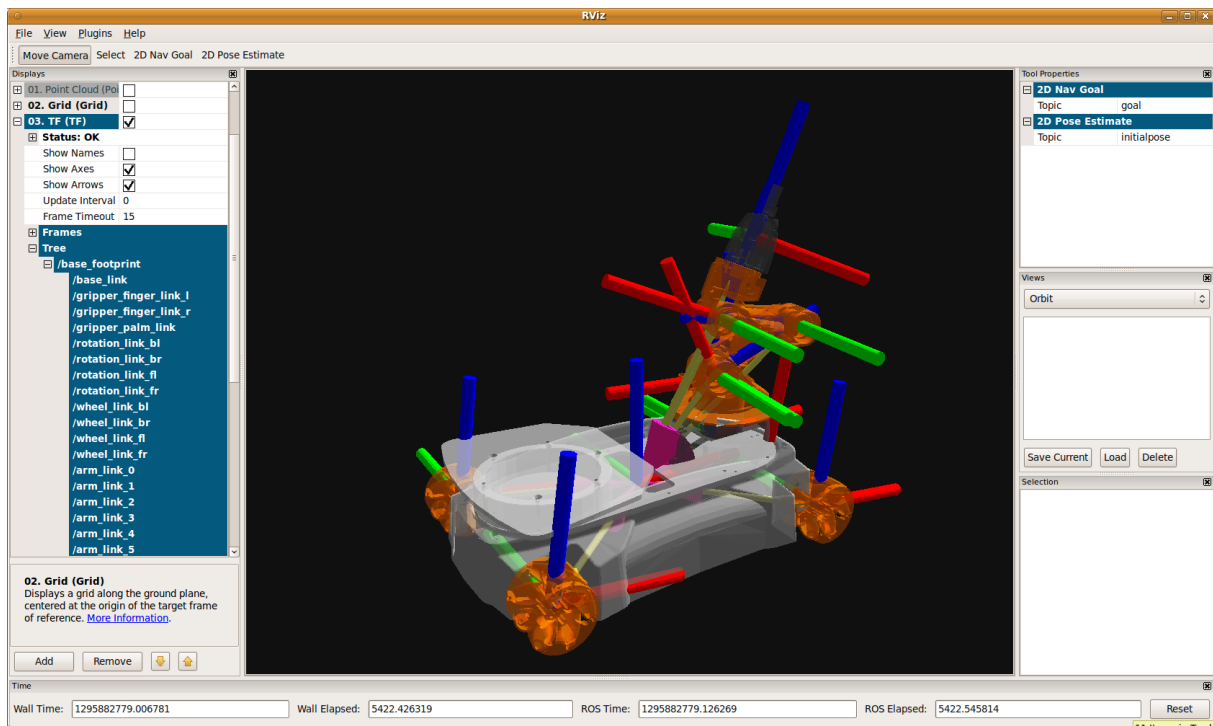 RViz
File View Plugins Help
Move Camera Select 2D Nav Goal 2D Pose Estimate
Displays
01. Point Cloud (Poi
02. Grid (Grid)
03. TF (TF)
Status: OK
Show Names
Show Axes
Show Arrows
Update Interval 0
Frame Timeout 15
Frames
Tree
/base_footprint
/base_link
/gripper_finger_link_l
/gripper_finger_link_r
/gripper_palm_link
/rotation_link_bl
/rotation_link_br
/rotation_link_fl
/rotation_link_fr
/wheel_link_bl
/wheel_link_br
/wheel_link_fl
/wheel_link_fr
/arm_link_0
/arm_link_1
/arm_link_2
/arm_link_3
/arm_link_4
/arm_link_5
02. Grid (Grid)
Displays a grid along the ground plane,
centered at the origin of the target frame
of reference. More Information.
Add Remove
Tool Properties
2D Nav Goal
Topic goal
2D Pose Estimate
Topic initialpose
Views
Orbit
Save Current Load Delete
Selection
Time
Wall Time: 1295882779.006781 Wall Elapsed: 5422.426319 ROS Time: 1295882779.126269 ROS Elapsed: 5422.545814 Reset